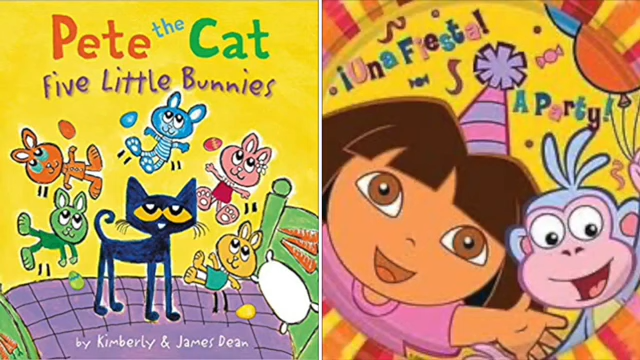 Pete the Cat
Five Little Bunnies
by Kimberly & James Dean
¡Una Fiesta!
A Party!